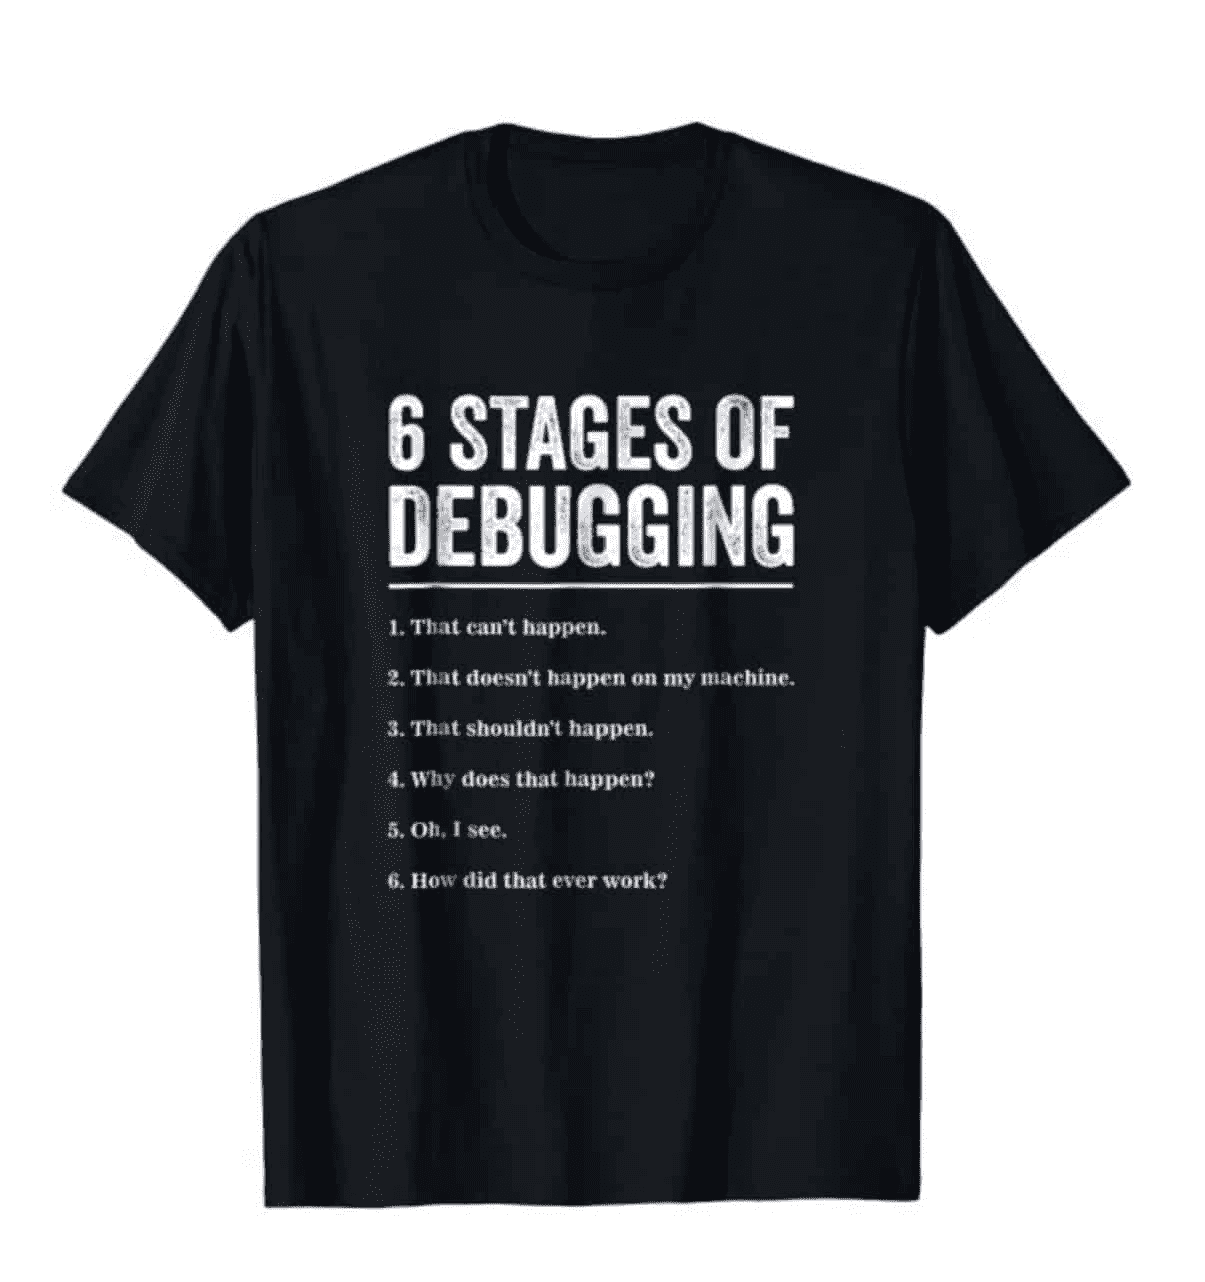 6 STAGES OF
DEBUGGING
1. That can't happen.
2. That doesn't happen on my machine.
3. That shouldn't happen.
4. Why does that happen?
5. Oh, I see.
6. How did that ever work?